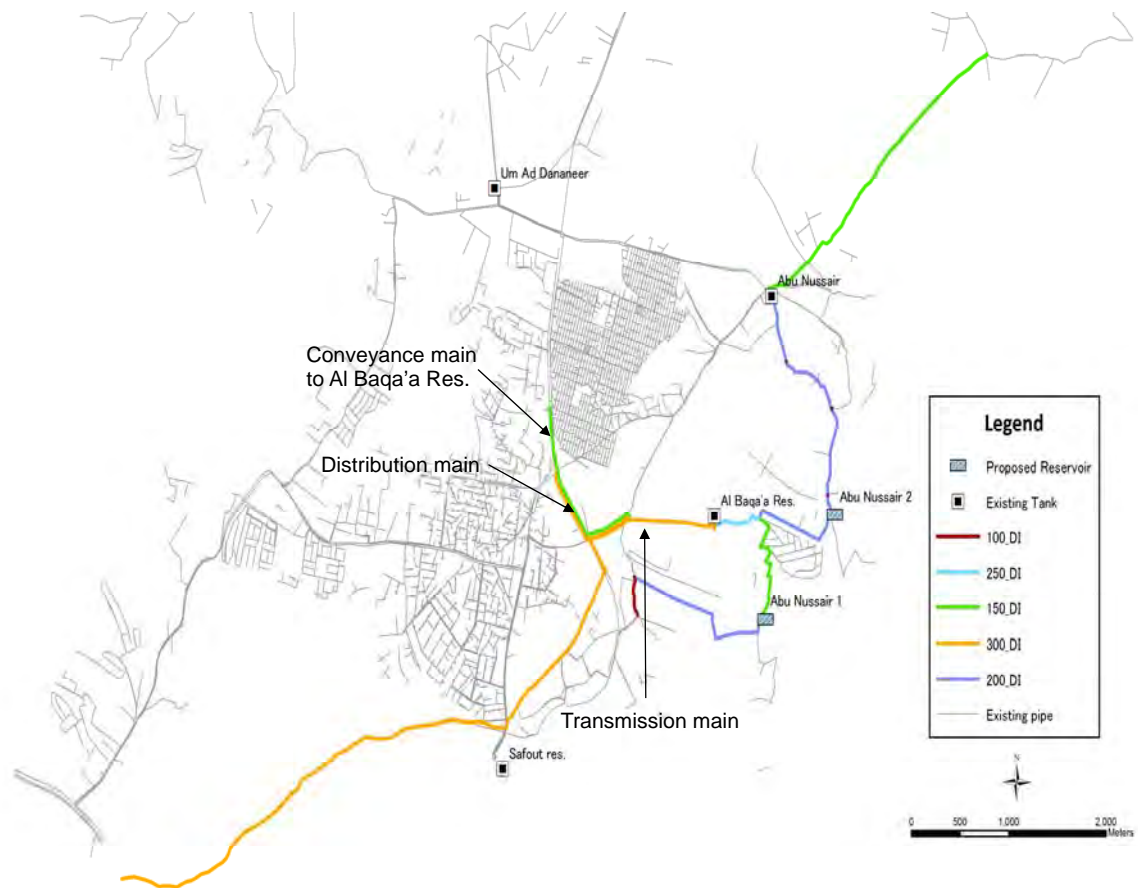 Um Ad Dananeer
Abu Nussair
Conveyance main
to Al Baqa'a Res.
Distribution main
Al Baqa'a Res.
Abu Nussair 2
Abu Nussair 1
Transmission main
Safout res.
Legend
Proposed Reservoir
Existing Tank
100_DI
250_DI
150_DI
300_DI
200_DI
Existing pipe
N
0 500 1,000 2,000
Meters